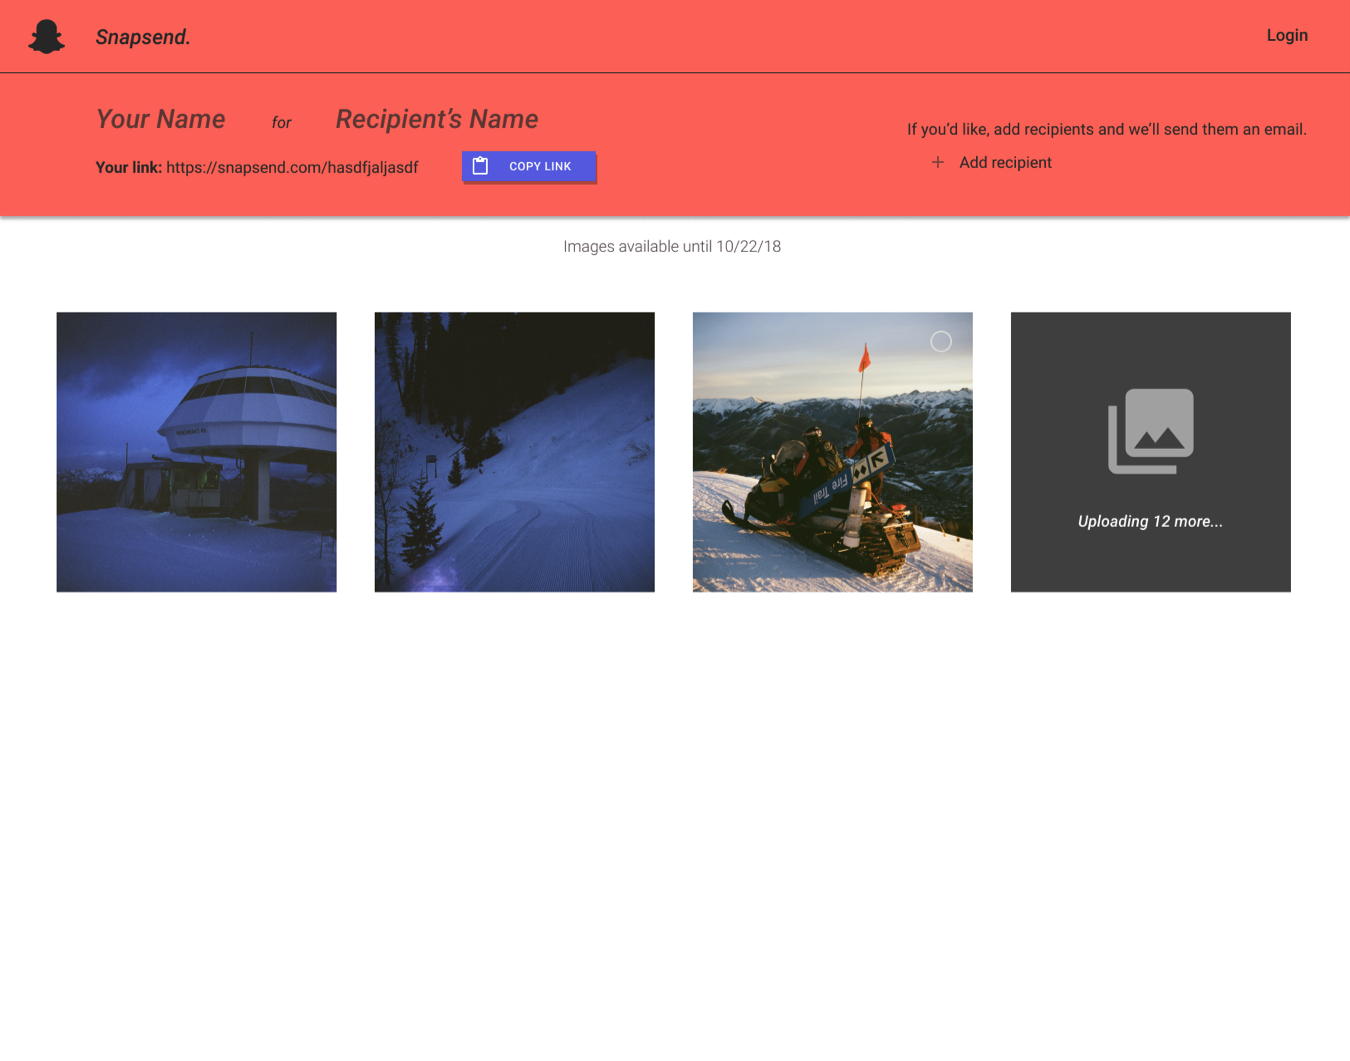 Snapsend.
Login
Your Name for Recipient's Name
If you'd like, add recipients and we'll send them an email.
Your link: https://snapsend.com/hasdfjaljasdf
COPY LINK
+ Add recipient
Images available until 10/22/18
Fire Trail
Uploading 12 more...